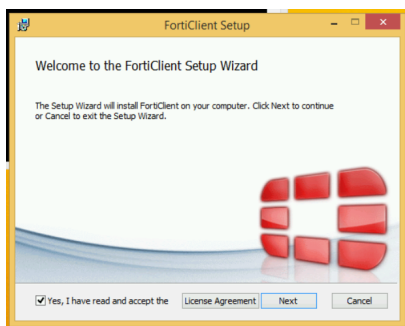 FortiClient Setup
Welcome to the FortiClient Setup Wizard
The Setup Wizard will install FortiClient on your computer. Click Next to continue
or Cancel to exit the Setup Wizard.
Yes, I have read and accept the License Agreement Next Cancel